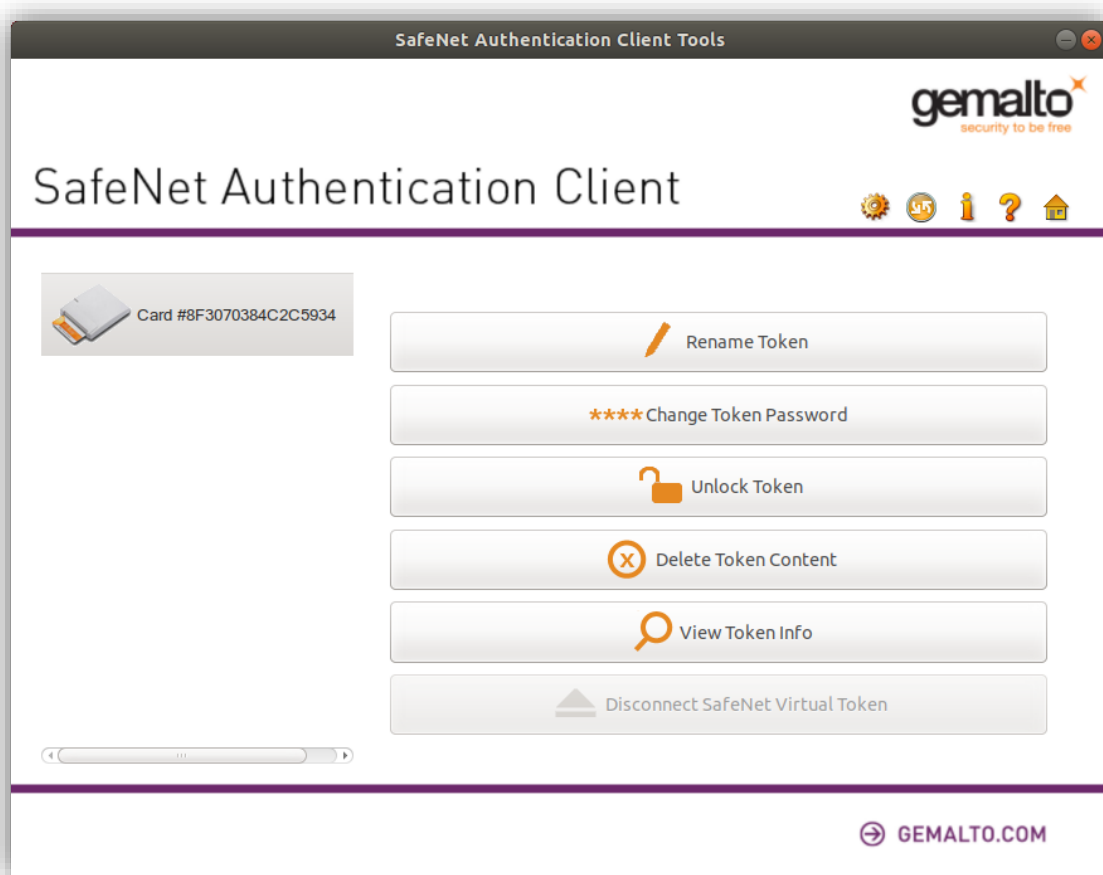 SafeNet Authentication Client Tools
gemalto
security to be free
SafeNet Authentication Client
Card #8F3070384C2C5934
Rename Token
****Change Token Password
Unlock Token
Delete Token Content
View Token Info
Disconnect SafeNet Virtual Token
GEMALTO.COM